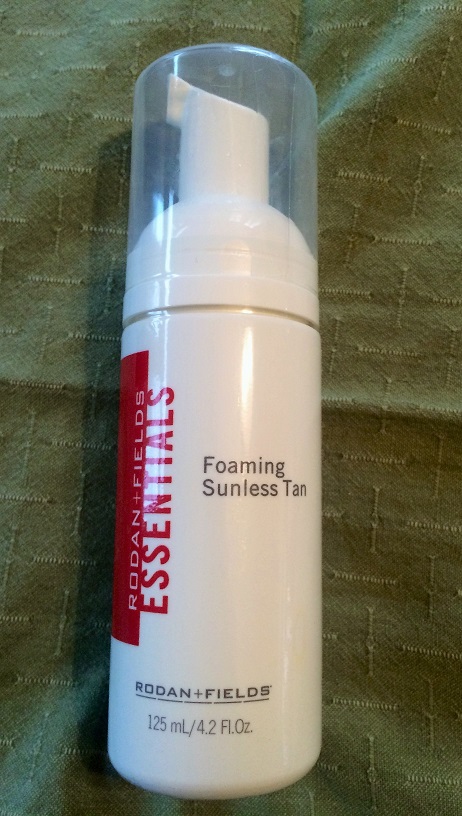 RODAN+FIELDS
ESSENTIALS
Foaming
Sunless Tan
RODAN+FIELDS
125 mL/4.2 Fl.Oz.